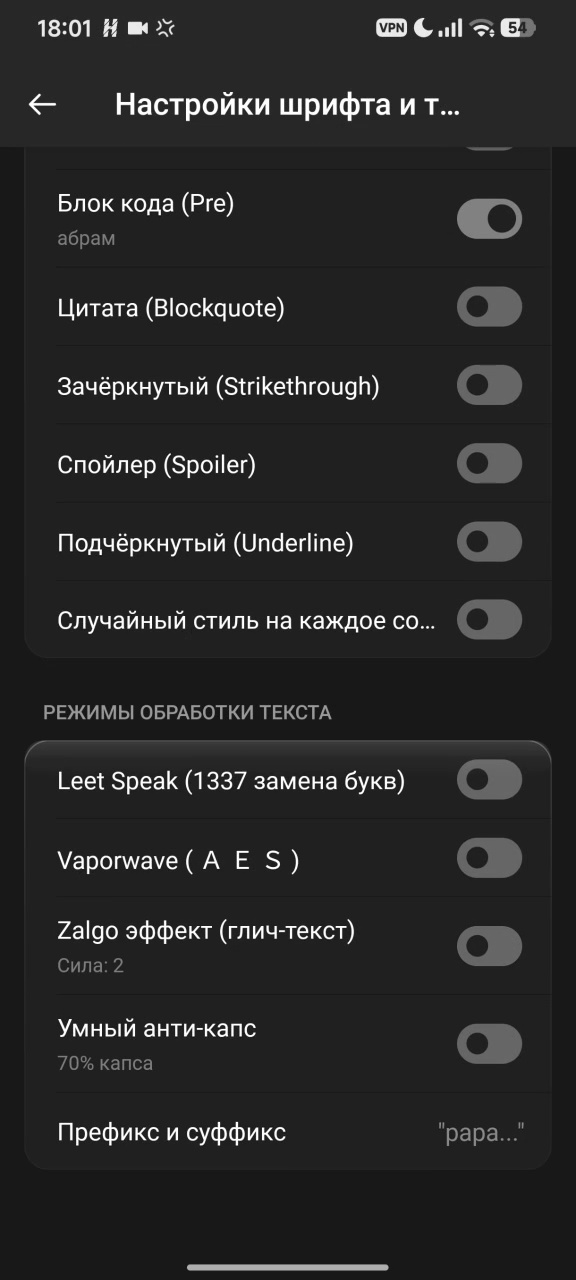 18:01
VPN
54
Настройки шрифта и т...
Блок кода (Pre)
абрам
Цитата (Blockquote)
Зачёркнутый (Strikethrough)
Спойлер (Spoiler)
Подчёркнутый (Underline)
Случайный стиль на каждое со...
РЕЖИМЫ ОБРАБОТКИ ТЕКСТА
Leet Speak (1337 замена букв)
Vaporwave (Ａ Ｅ Ｓ)
Zalgo эффект (глич-текст)
Сила: 2
Умный анти-капс
70% капса
Префикс и суффикс
"papa..."